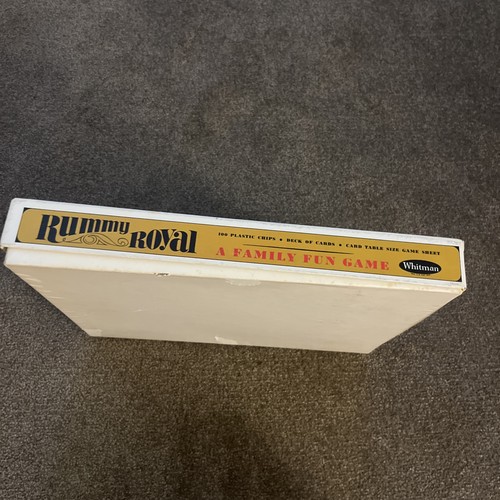 Rummy
Royal
100 PLASTIC CHIPS • DECK OF CARDS • CARD TABLE SIZE GAME SHEET
A FAMILY FUN GAME
Whitman